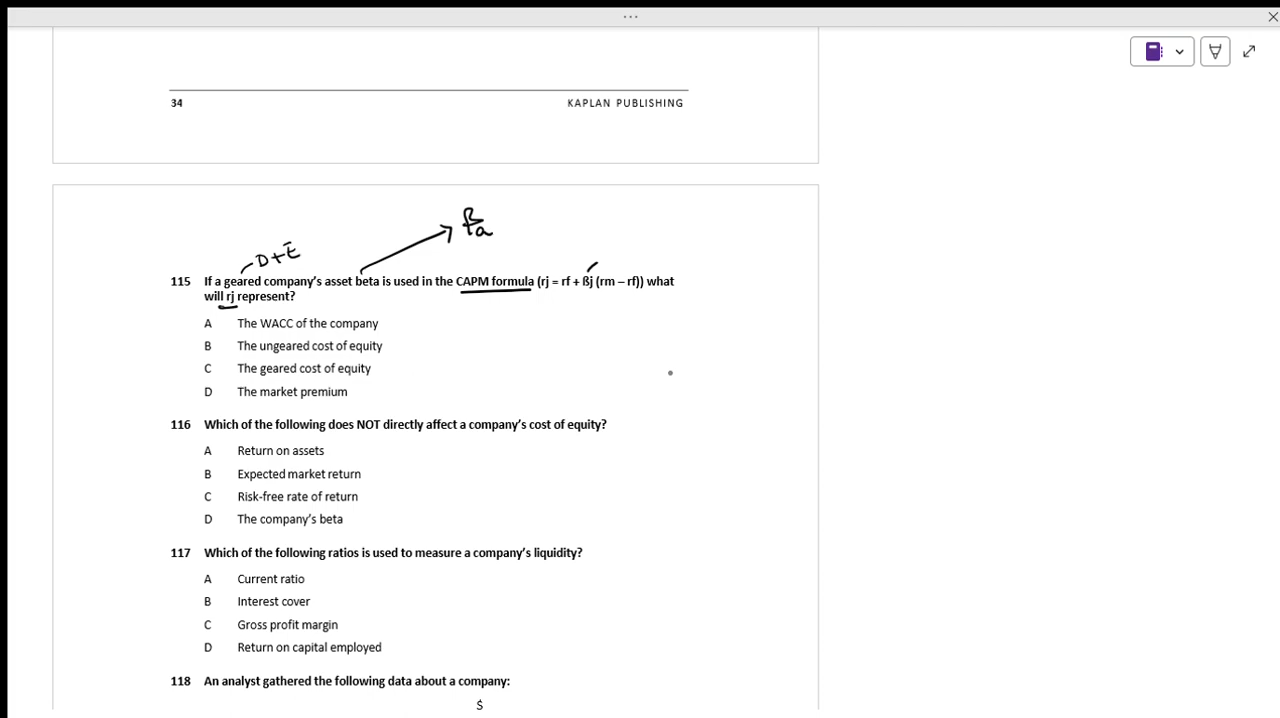 34
KAPLAN PUBLISHING
βa
D+E
115 If a geared company's asset beta is used in the CAPM formula (rj = rf + ßj (rm – rf)) what
will rj represent?
A The WACC of the company
B The ungeared cost of equity
C The geared cost of equity
D The market premium
116 Which of the following does NOT directly affect a company's cost of equity?
A Return on assets
B Expected market return
C Risk-free rate of return
D The company's beta
117 Which of the following ratios is used to measure a company's liquidity?
A Current ratio
B Interest cover
C Gross profit margin
D Return on capital employed
118 An analyst gathered the following data about a company:
$